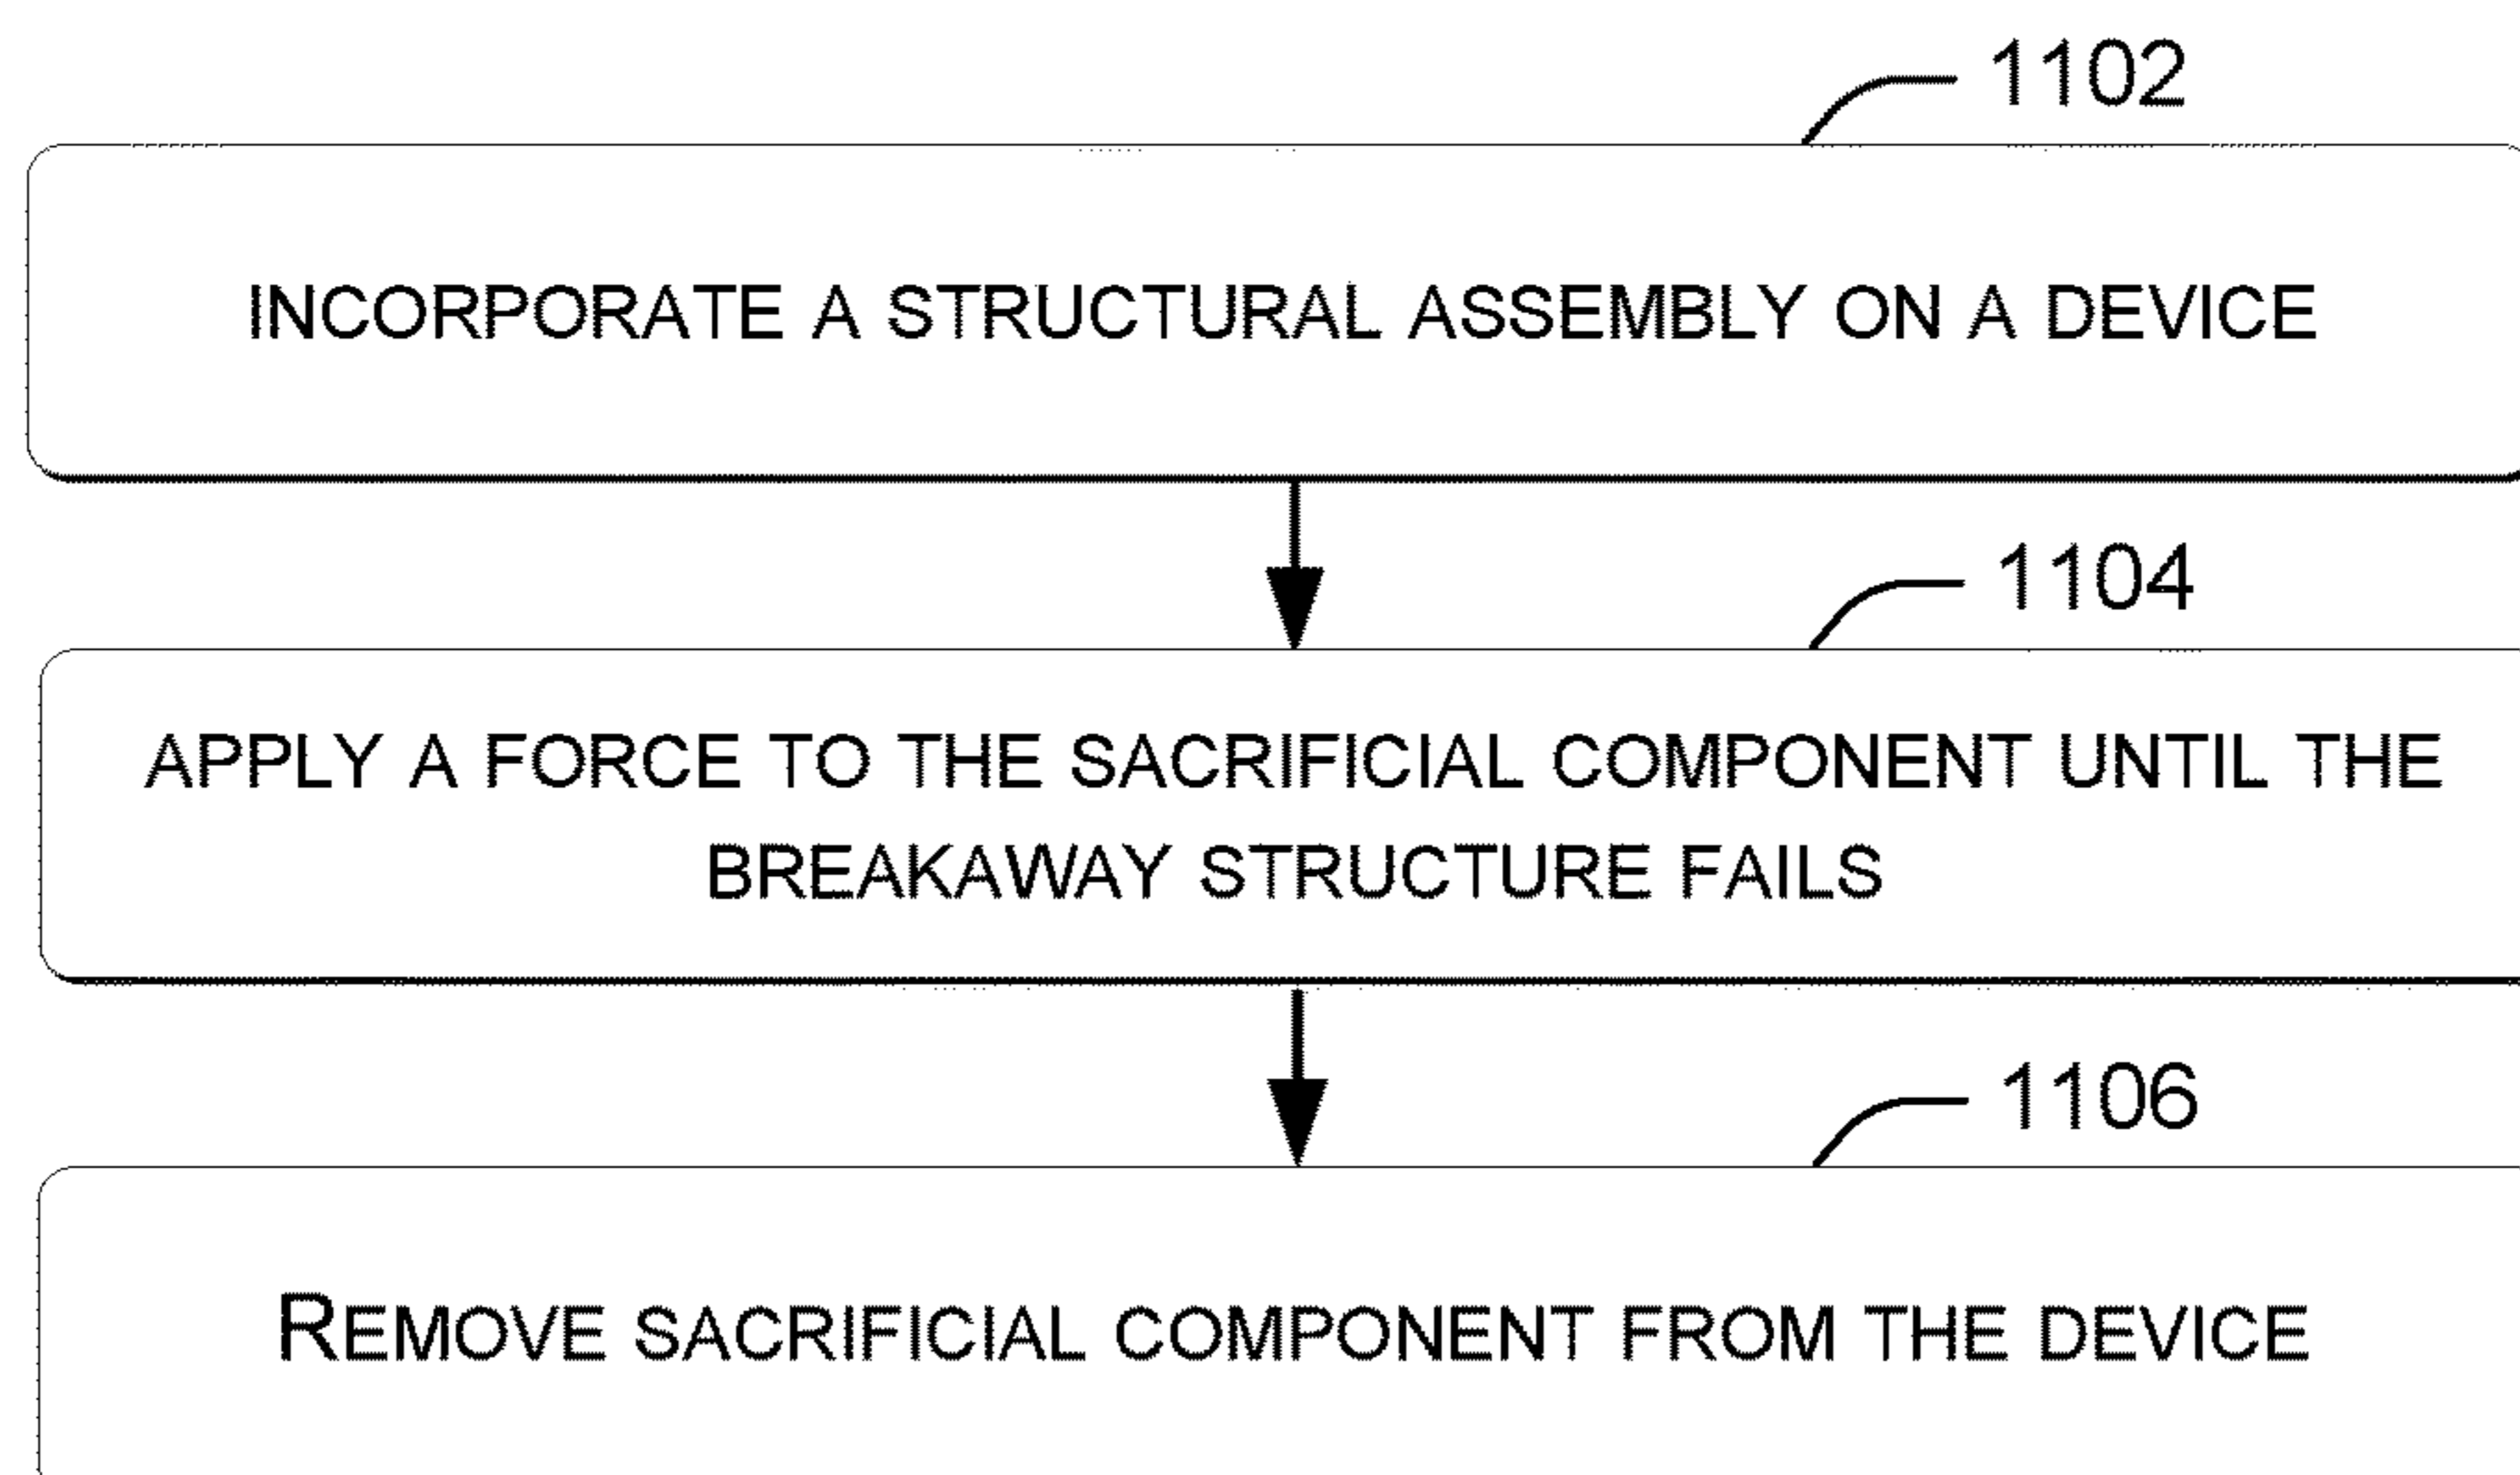 1102
INCORPORATE A STRUCTURAL ASSEMBLY ON A DEVICE
1104
APPLY A FORCE TO THE SACRIFICIAL COMPONENT UNTIL THE
BREAKAWAY STRUCTURE FAILS
1106
REMOVE SACRIFICIAL COMPONENT FROM THE DEVICE